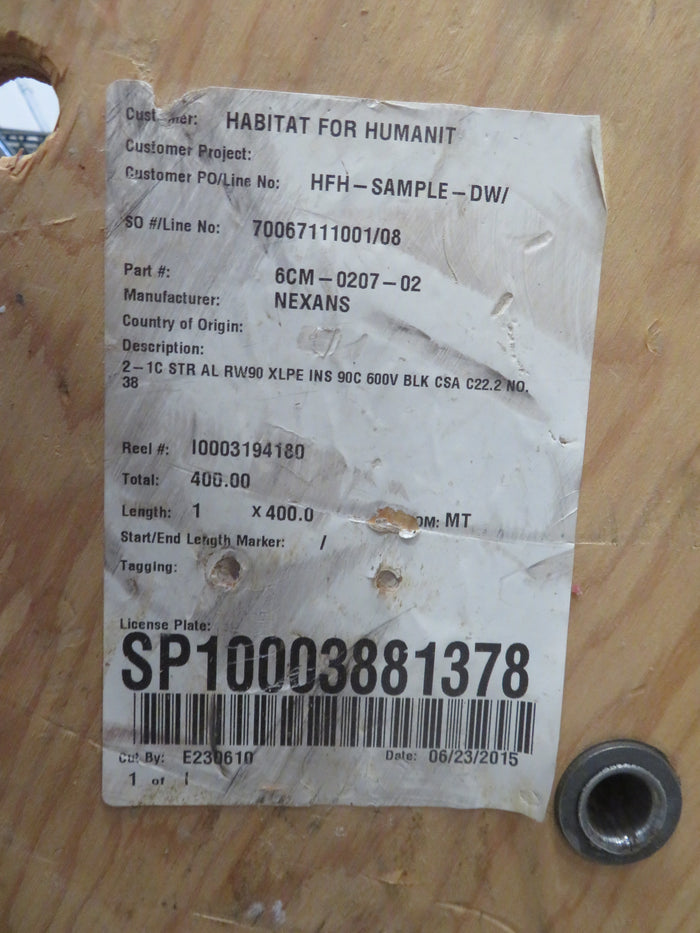 Customer: HABITAT FOR HUMANIT
Customer Project:
Customer PO/Line No: HFH-SAMPLE-DW/
SO #/Line No: 70067111001/08
Part #: 6CM-0207-02
Manufacturer: NEXANS
Country of Origin:
Description:
2-1C STR AL RW90 XLPE INS 90C 600V BLK CSA C22.2 NO.
38
Reel #: I0003194180
Total: 400.00
Length: 1 X 400.0 OM: MT
Start/End Length Marker: /
Tagging:
License Plate:
SP10003881378
Cut By: E230610 Date: 06/23/2015
1 of 1